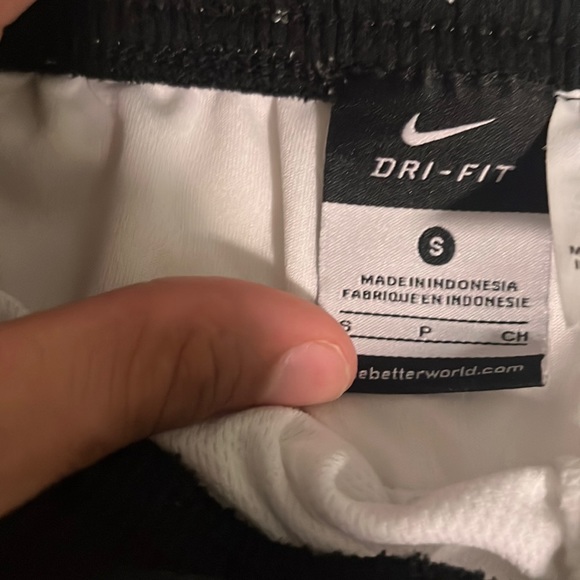 DRI-FIT
S
MADE IN INDONESIA
FABRIQUE EN INDONESIE
S P CH
ebetterworld.com